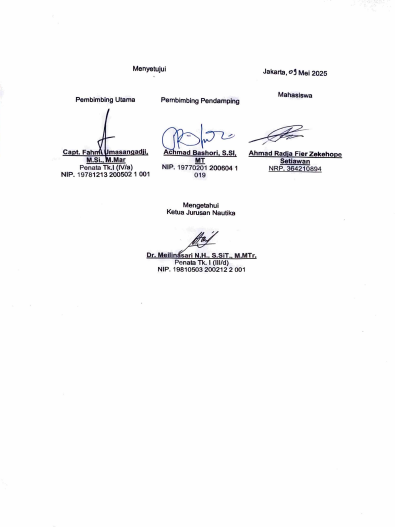 Menyetujui
Jakarta, 05 Mei 2025
Pembimbing Utama
Pembimbing Pendamping
Mahasiswa
Capt. Fahmi Umasangadji,
M.Si., M.Mar
Penata Tk.I (IV/a)
NIP. 19781213 200502 1 001
Achmad Bashori, S.SI,
MT
NIP. 19770201 200604 1
019
Ahmad Radja Fier Zekehope
Setiawan
NRP. 364210894
Mengetahui
Ketua Jurusan Nautika
Dr. Meilinasari N.H., S.SiT., M.MTr.
Penata Tk. I (III/d)
NIP. 19810503 200212 2 001